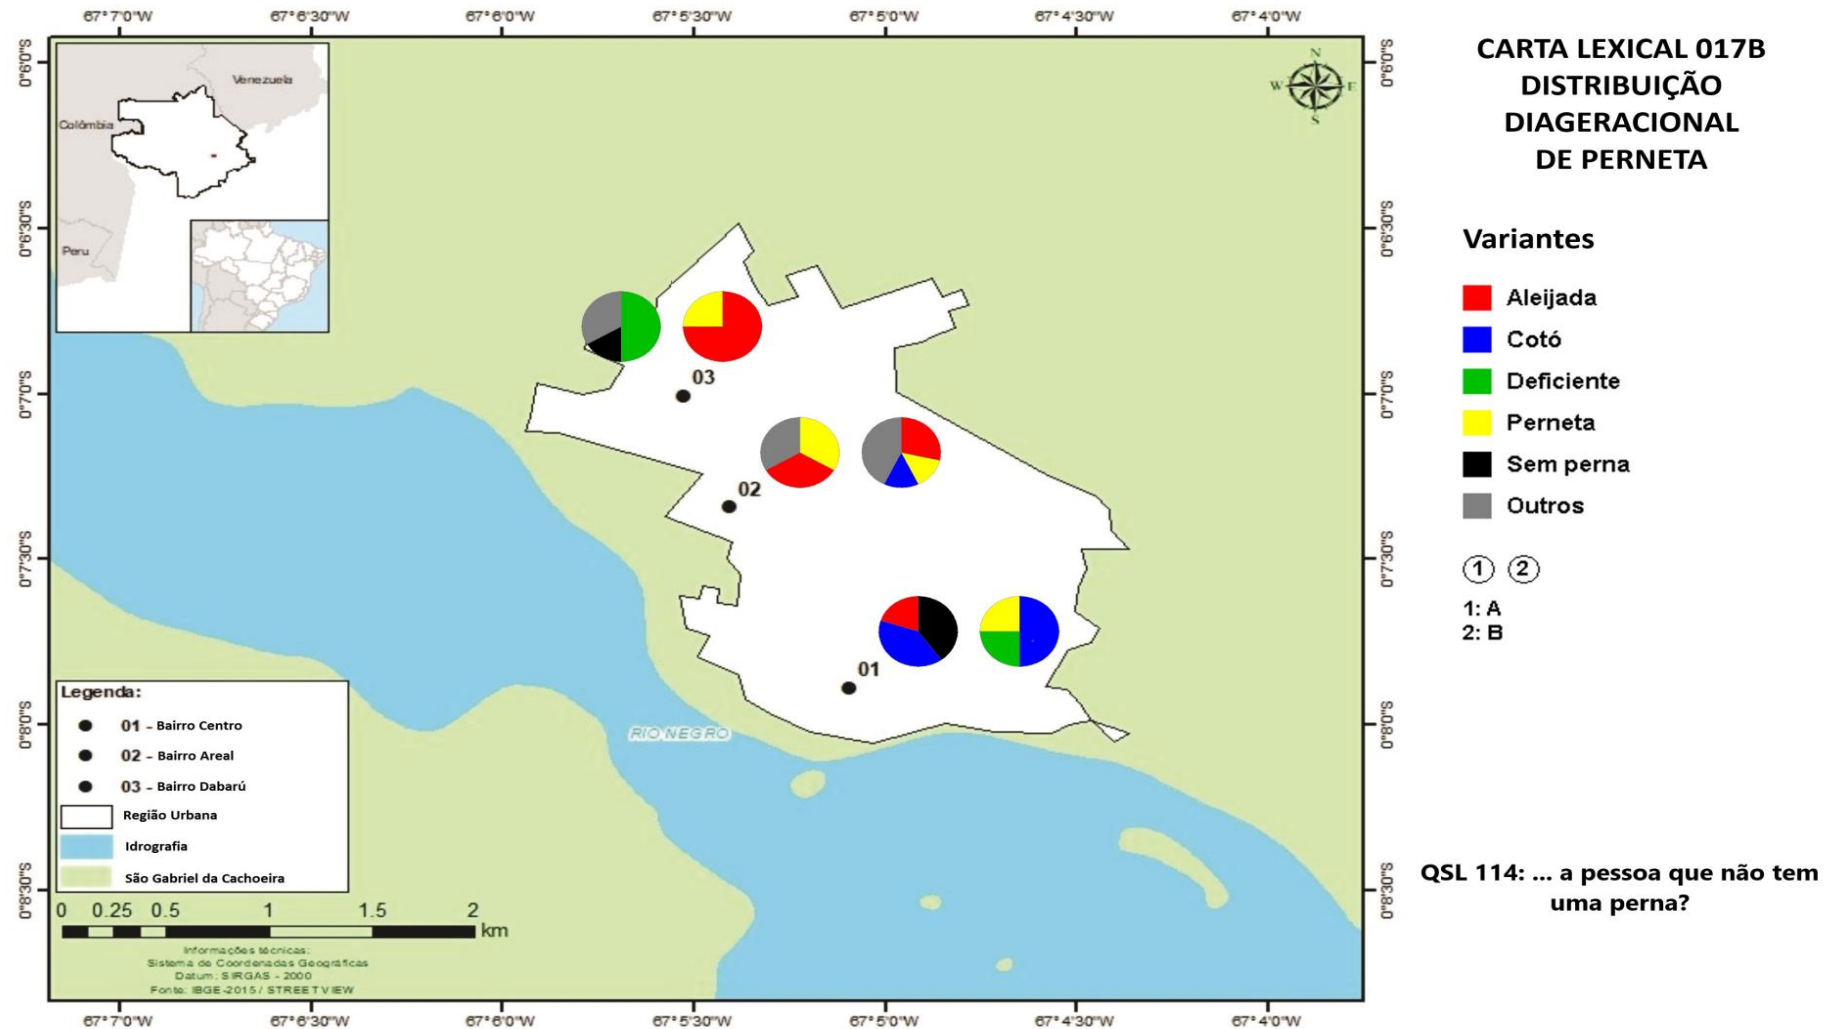 67°7'0"W 67°6'30"W 67°6'0"W 67°5'30"W 67°5'0"W 67°4'30"W 67°4'0"W
CARTA LEXICAL 017B
DISTRIBUIÇÃO
DIAGERACIONAL
DE PERNETA
N
W E
S
Venezuela
Colômbia
Peru
0°6'0"S 0°6'0"S
0°6'30"S 0°6'30"S
0°7'0"S 0°7'0"S
0°7'30"S 0°7'30"S
0°8'0"S 0°8'0"S
0°8'30"S 0°8'30"S
03
02
01
RIO NEGRO
Variantes
Aleijada
Cotó
Deficiente
Perneta
Sem perna
Outros
1 2
1: A
2: B
Legenda:
01 - Bairro Centro
02 - Bairro Areal
03 - Bairro Dabarú
Região Urbana
Idrografia
São Gabriel da Cachoeira
0 0.25 0.5 1 1.5 2
km
Informações técnicas:
Sistema de Coordenadas Geográficas
Datum: SIRGAS - 2000
Fonte: IBGE-2015 / STREET VIEW
QSL 114: ... a pessoa que não tem
uma perna?
67°7'0"W 67°6'30"W 67°6'0"W 67°5'30"W 67°5'0"W 67°4'30"W 67°4'0"W